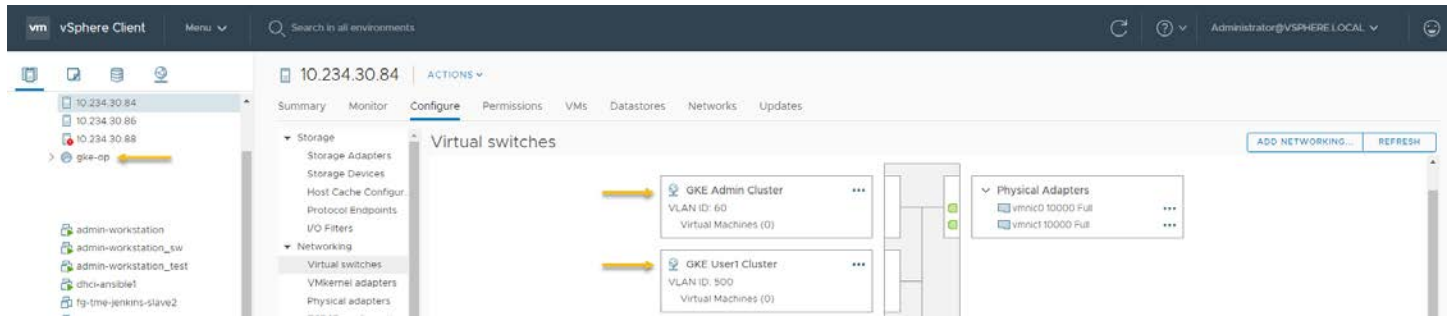 vm vSphere Client Menu Search in all environments Administrator@VSPHERE.LOCAL
10.234.30.84
10.234.30.86
10.234.30.88
gke-op
admin-workstation
admin-workstation_sw
admin-workstation_test
dhci-ansible1
fg-tme-jenkins-slave2
10.234.30.84 ACTIONS
Summary Monitor Configure Permissions VMs Datastores Networks Updates
Storage
Storage Adapters
Storage Devices
Host Cache Configur..
Protocol Endpoints
I/O Filters
Networking
Virtual switches
VMkernel adapters
Physical adapters
Virtual switches
ADD NETWORKING... REFRESH
GKE Admin Cluster ...
VLAN ID: 60
Virtual Machines (0)
GKE User1 Cluster ...
VLAN ID: 500
Virtual Machines (0)
Physical Adapters
vmnic0 10000 Full ...
vmnic1 10000 Full ...